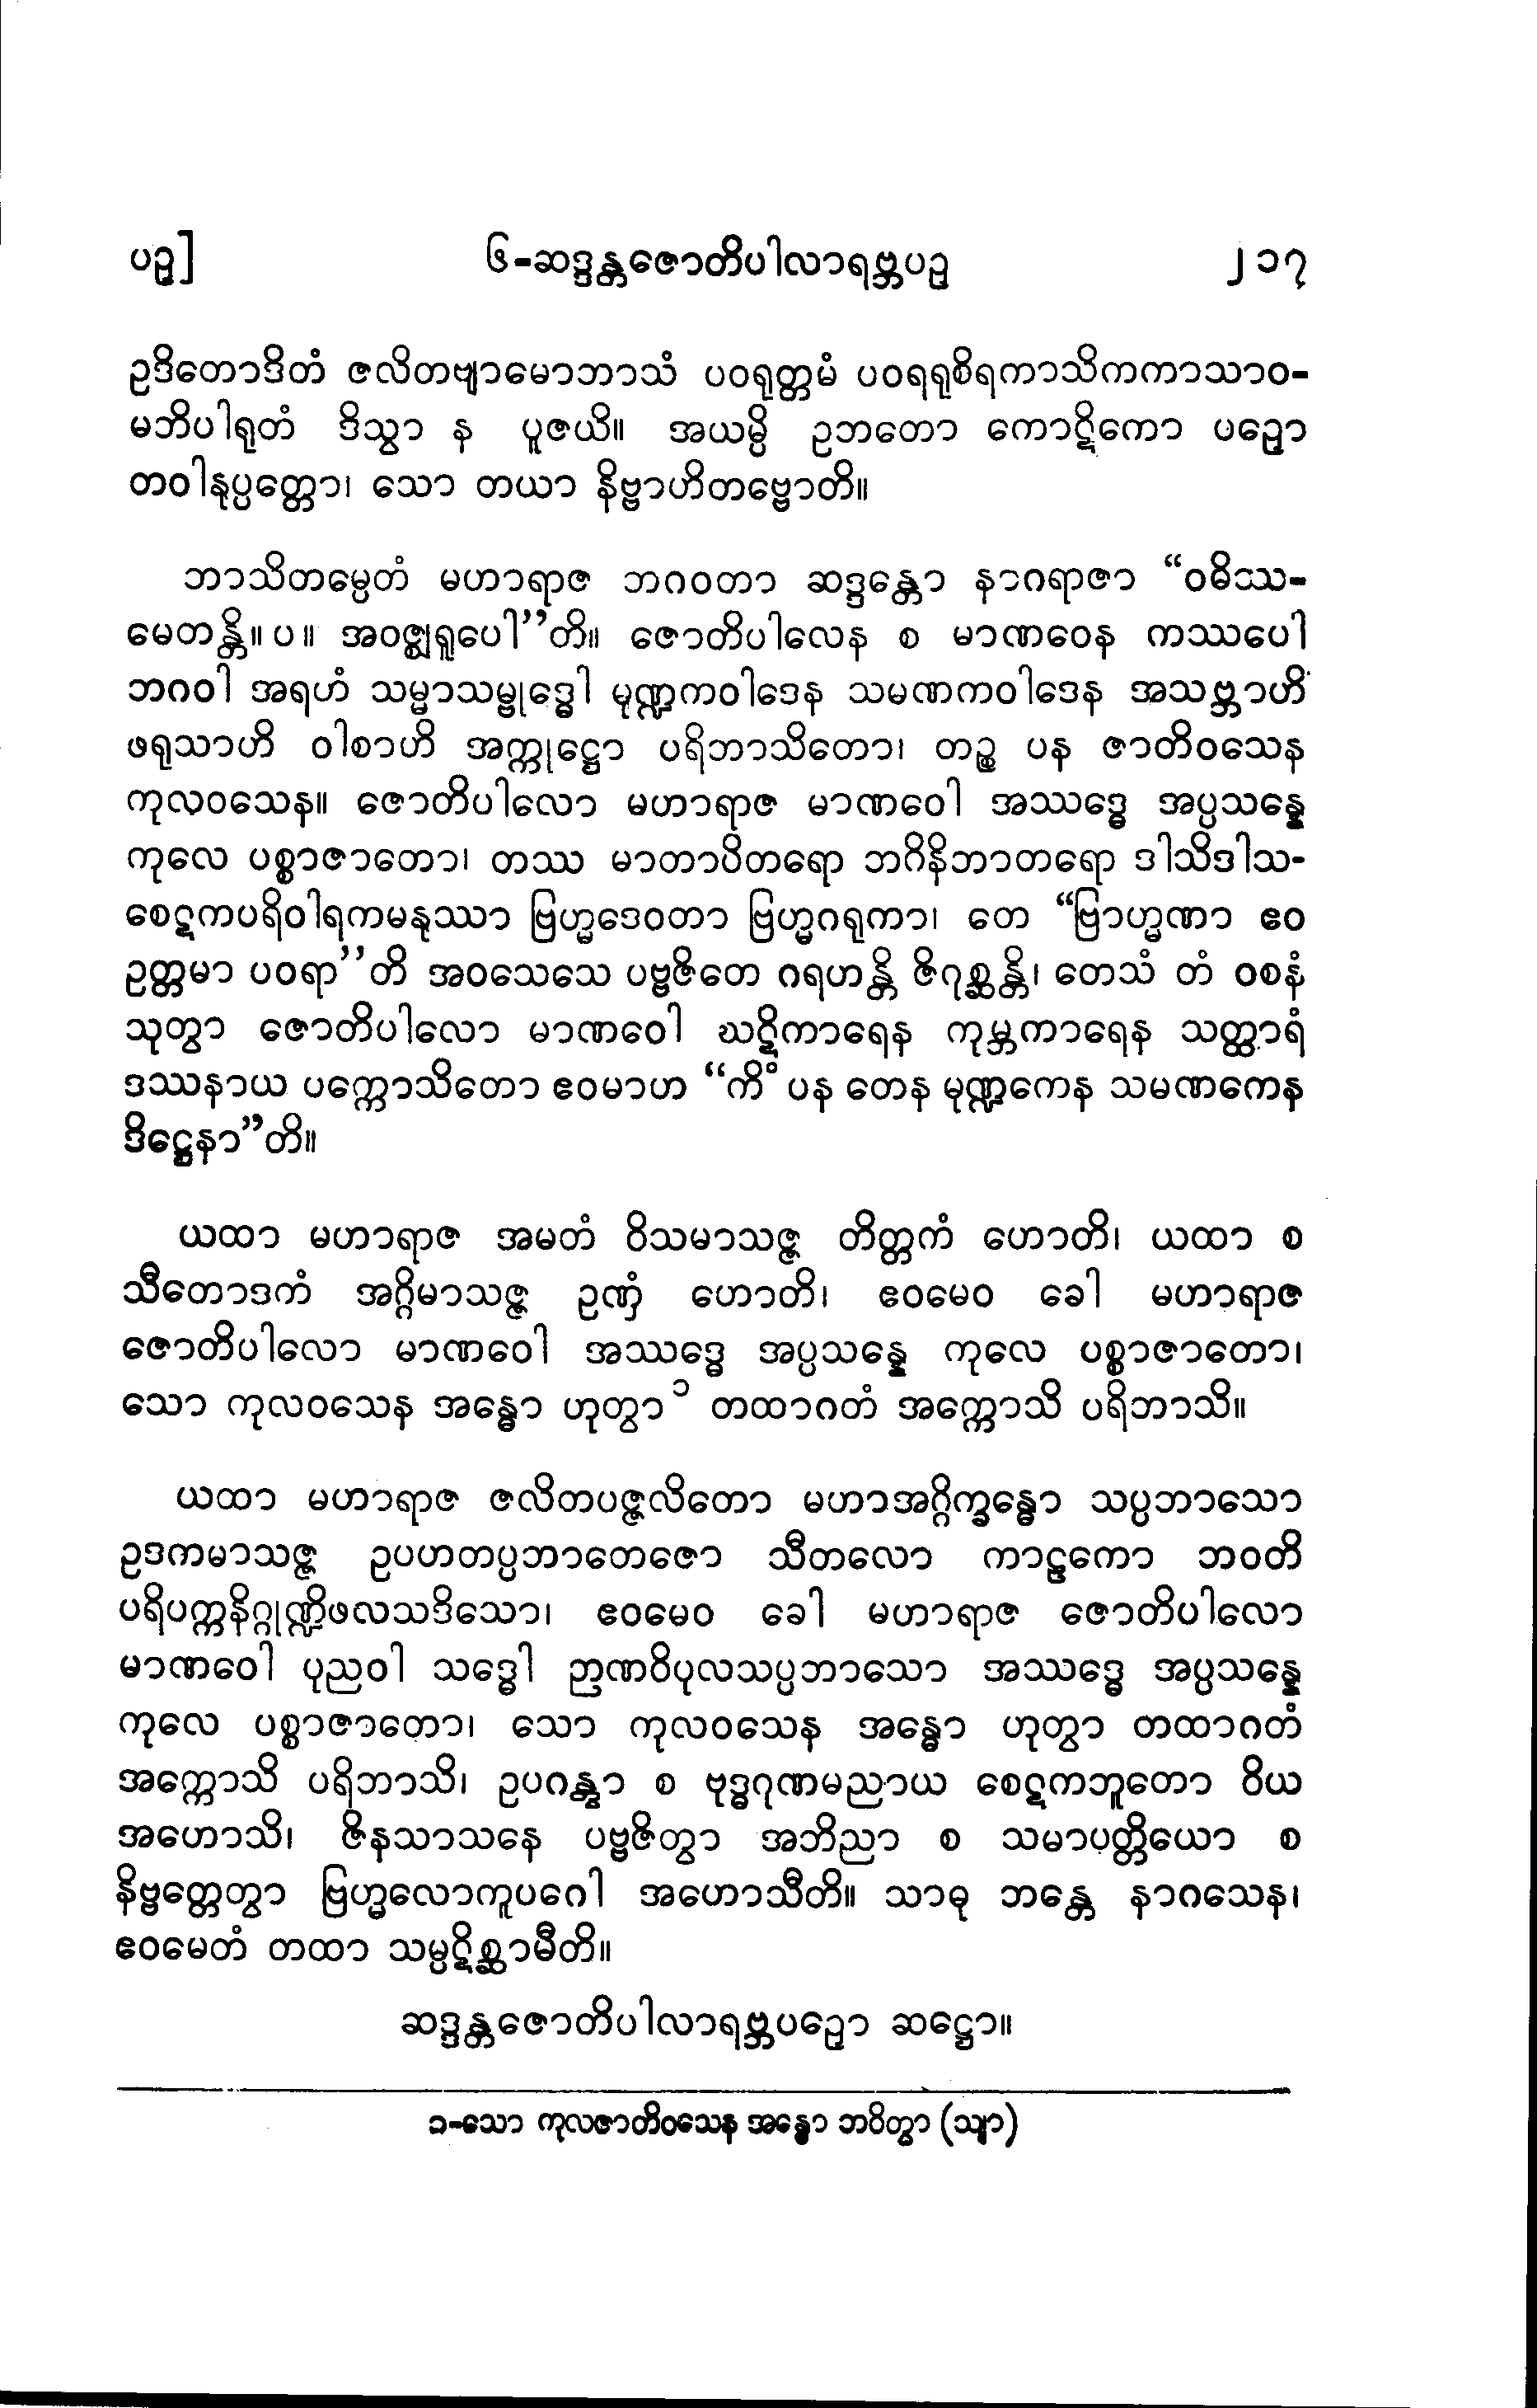 ပဉှ] ၆-ဆဒ္ဒန္တဇောတိပါလာရဗ္ဘပဉှ ၂၁၇
ဥဒိတောဒိတံ ဇလိတဗျာမောဘာသံ ပဝရုတ္တမံ ပဝရရုစိရကာသိကကာသာဝ-
မဘိပါရုတံ ဒိသွာ န ပူဇယိ။ အယမ္ပိ ဥဘတော ကောဋိကော ပဉှော
တဝါနုပ္ပတ္တော၊ သော တယာ နိဗ္ဗာဟိတဗ္ဗောတိ။
ဘာသိတမ္ပေတံ မဟာရာဇ ဘဂဝတာ ဆဒ္ဒန္တော နာဂရာဇာ “ဝဓိဿ-
မေတန္တိ။ပ။ အဝဇ္ဈရူပေါ”တိ။ ဇောတိပါလေန စ မာဏဝေန ကဿပေါ
ဘဂဝါ အရဟံ သမ္မာသမ္ဗုဒ္ဓေါ မုဏ္ဍကဝါဒေန သမဏကဝါဒေန အသဗ္ဘာဟိ
ဖရုသာဟိ ဝါစာဟိ အက္ကုဋ္ဌော ပရိဘာသိတော၊ တဉ္စ ပန ဇာတိဝသေန
ကုလဝသေန။ ဇောတိပါလော မဟာရာဇ မာဏဝေါ အဿဒ္ဓေ အပ္ပသန္နေ
ကုလေ ပစ္စာဇာတော၊ တဿ မာတာပိတရော ဘဂိနိဘာတရော ဒါသိဒါသ-
စေဋကပရိဝါရကမနုဿာ ဗြဟ္မဒေဝတာ ဗြဟ္မဂရုကာ၊ တေ “ဗြာဟ္မဏာ ဧဝ
ဥတ္တမာ ပဝရာ”တိ အဝသေသေ ပဗ္ဗဇိတေ ဂရဟန္တိ ဇိဂုစ္ဆန္တိ၊ တေသံ တံ ဝစနံ
သုတွာ ဇောတိပါလော မာဏဝေါ ဃဋိကာရေန ကုမ္ဘကာရေန သတ္ထာရံ
ဒဿနာယ ပက္ကောသိတော ဧဝမာဟ “ကိံ ပန တေန မုဏ္ဍကေန သမဏကေန
ဒိဋ္ဌေနာ”တိ။
ယထာ မဟာရာဇ အမတံ ဝိသမာသဇ္ဇ တိတ္တကံ ဟောတိ၊ ယထာ စ
သီတောဒကံ အဂ္ဂိမာသဇ္ဇ ဥဏှံ ဟောတိ၊ ဧဝမေဝ ခေါ မဟာရာဇ
ဇောတိပါလော မာဏဝေါ အဿဒ္ဓေ အပ္ပသန္နေ ကုလေ ပစ္စာဇာတော၊
သော ကုလဝသေန အန္ဓော ဟုတွာ ၁ တထာဂတံ အက္ကောသိ ပရိဘာသိ။
ယထာ မဟာရာဇ ဇလိတပဇ္ဇလိတော မဟာအဂ္ဂိက္ခန္ဓော သပ္ပဘာသော
ဥဒကမာသဇ္ဇ ဥပဟတပ္ပဘာတေဇော သီတလော ကာဠကော ဘဝတိ
ပရိပက္ကနိဂ္ဂုဏ္ဍိဖလသဒိသော၊ ဧဝမေဝ ခေါ မဟာရာဇ ဇောတိပါလော
မာဏဝေါ ပုညဝါ သဒ္ဓေါ ဉာဏဝိပုလသပ္ပဘာသော အဿဒ္ဓေ အပ္ပသန္နေ
ကုလေ ပစ္စာဇာတော၊ သော ကုလဝသေန အန္ဓော ဟုတွာ တထာဂတံ
အက္ကောသိ ပရိဘာသိ၊ ဥပဂန္တွာ စ ဗုဒ္ဓဂုဏမညာယ စေဋကဘူတော ဝိယ
အဟောသိ၊ ဇိနသာသနေ ပဗ္ဗဇိတွာ အဘိညာ စ သမာပတ္တိယော စ
နိဗ္ဗတ္တေတွာ ဗြဟ္မလောကူပဂေါ အဟောသီတိ။ သာဓု ဘန္တေ နာဂသေန၊
ဧဝမေတံ တထာ သမ္ပဋိစ္ဆာမီတိ။
ဆဒ္ဒန္တဇောတိပါလာရဗ္ဘပဉှော ဆဋ္ဌော။
၁-သော ကုလဇာတိဝသေန အန္ဓော ဘဝိတွာ (သျာ)